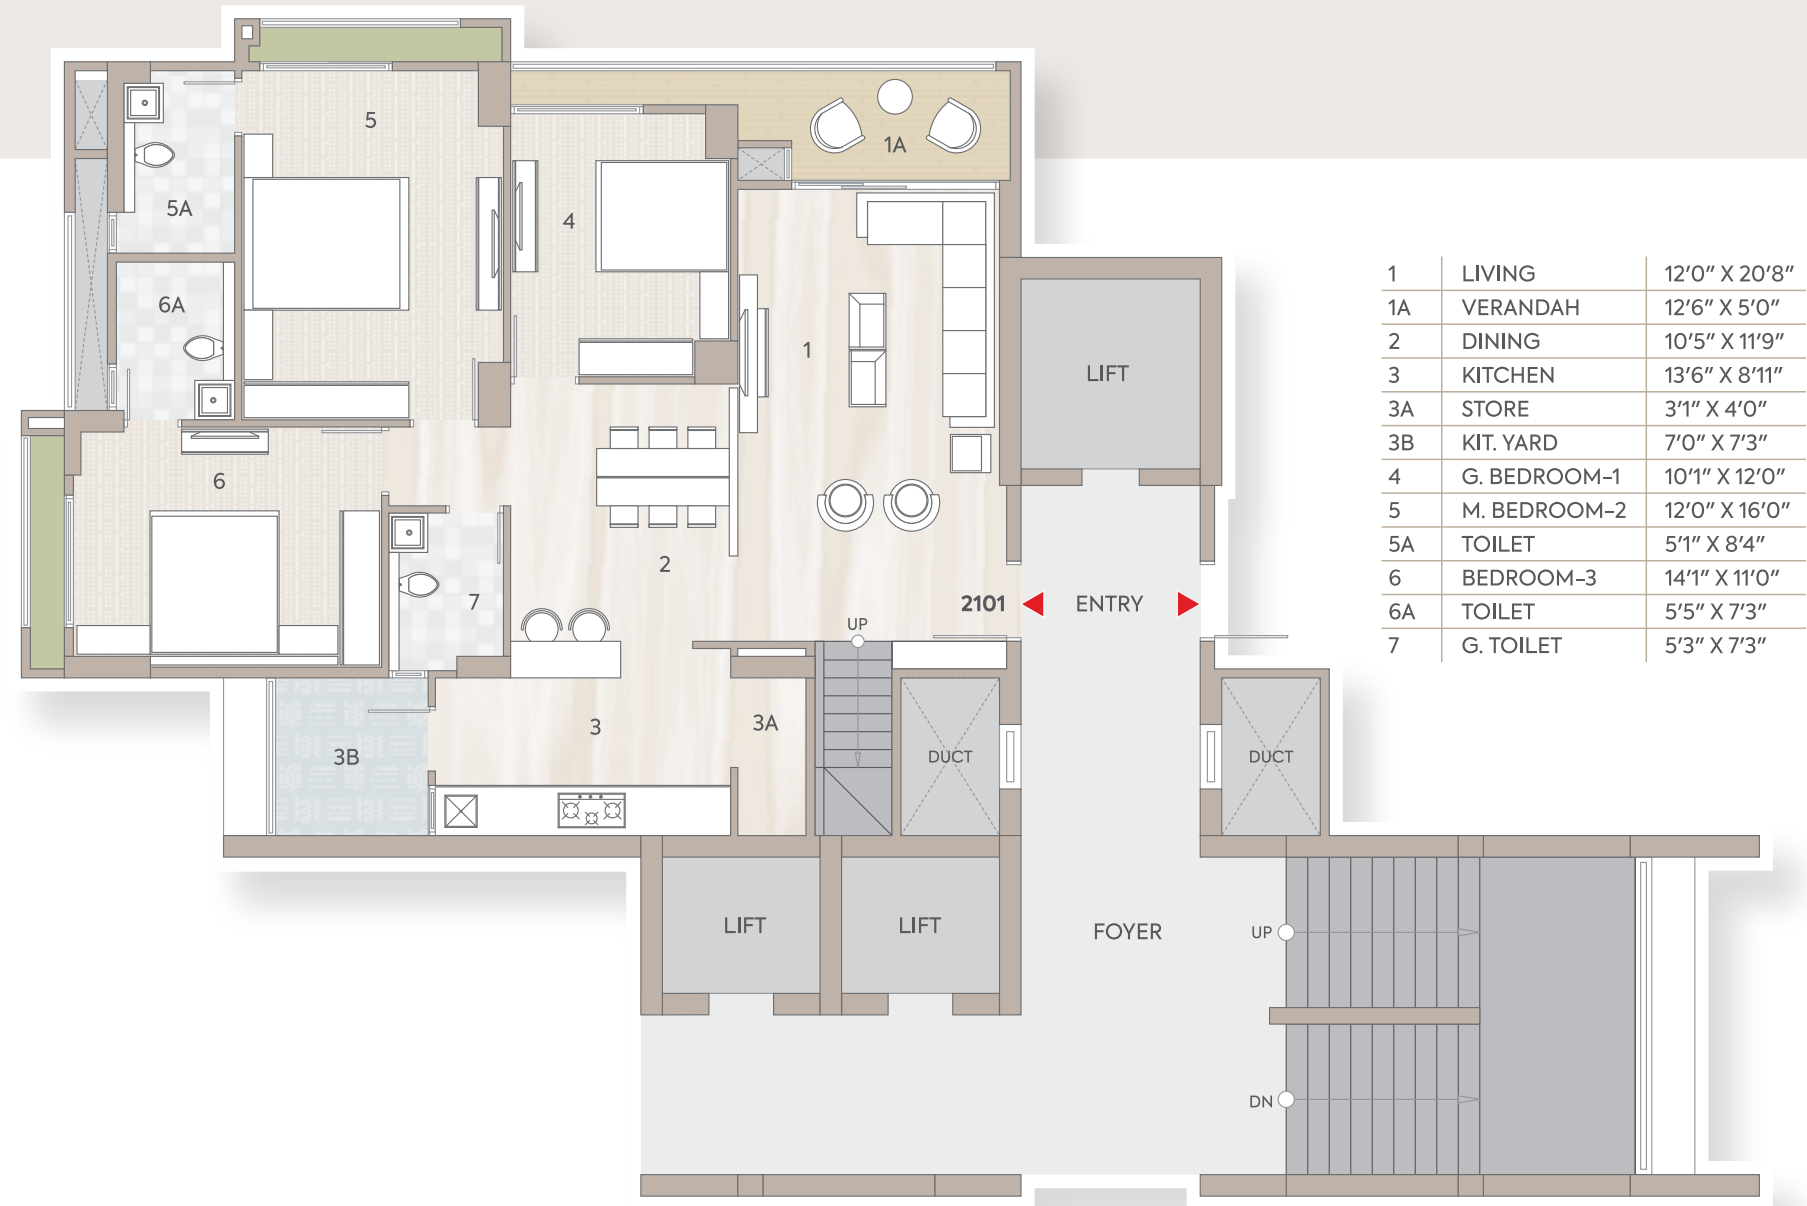 5
1A
5A
4
6A
1
LIFT
6
2
7
2101
ENTRY
UP
3
3A
3B
DUCT
DUCT
LIFT
LIFT
FOYER
UP
DN
1 LIVING 12'0" X 20'8"
1A VERANDAH 12'6" X 5'0"
2 DINING 10'5" X 11'9"
3 KITCHEN 13'6" X 8'11"
3A STORE 3'1" X 4'0"
3B KIT. YARD 7'0" X 7'3"
4 G. BEDROOM-1 10'1" X 12'0"
5 M. BEDROOM-2 12'0" X 16'0"
5A TOILET 5'1" X 8'4"
6 BEDROOM-3 14'1" X 11'0"
6A TOILET 5'5" X 7'3"
7 G. TOILET 5'3" X 7'3"